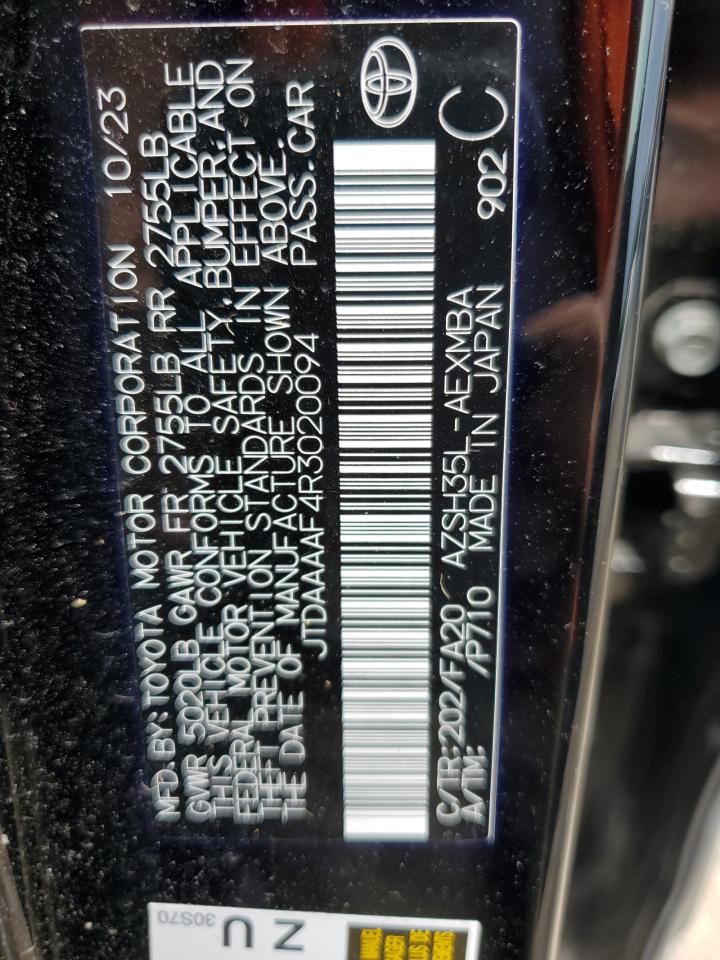 MFD BY: TOYOTA MOTOR CORPORATION 10/23
GVWR 5020LB GAWR FR 2755LB RR 2755LB
THIS VEHICLE CONFORMS TO ALL APPLICABLE
FEDERAL MOTOR VEHICLE SAFETY, BUMPER, AND
THEFT PREVENTION STANDARDS IN EFFECT ON
THE DATE OF MANUFACTURE SHOWN ABOVE.
JTDAAAAF4R3020094 PASS. CAR
C/TR: 202/FA20 AZSH35L-AEXMBA
A/TM: /P710 MADE IN JAPAN 902 C
30S70
Z U
MANUEL